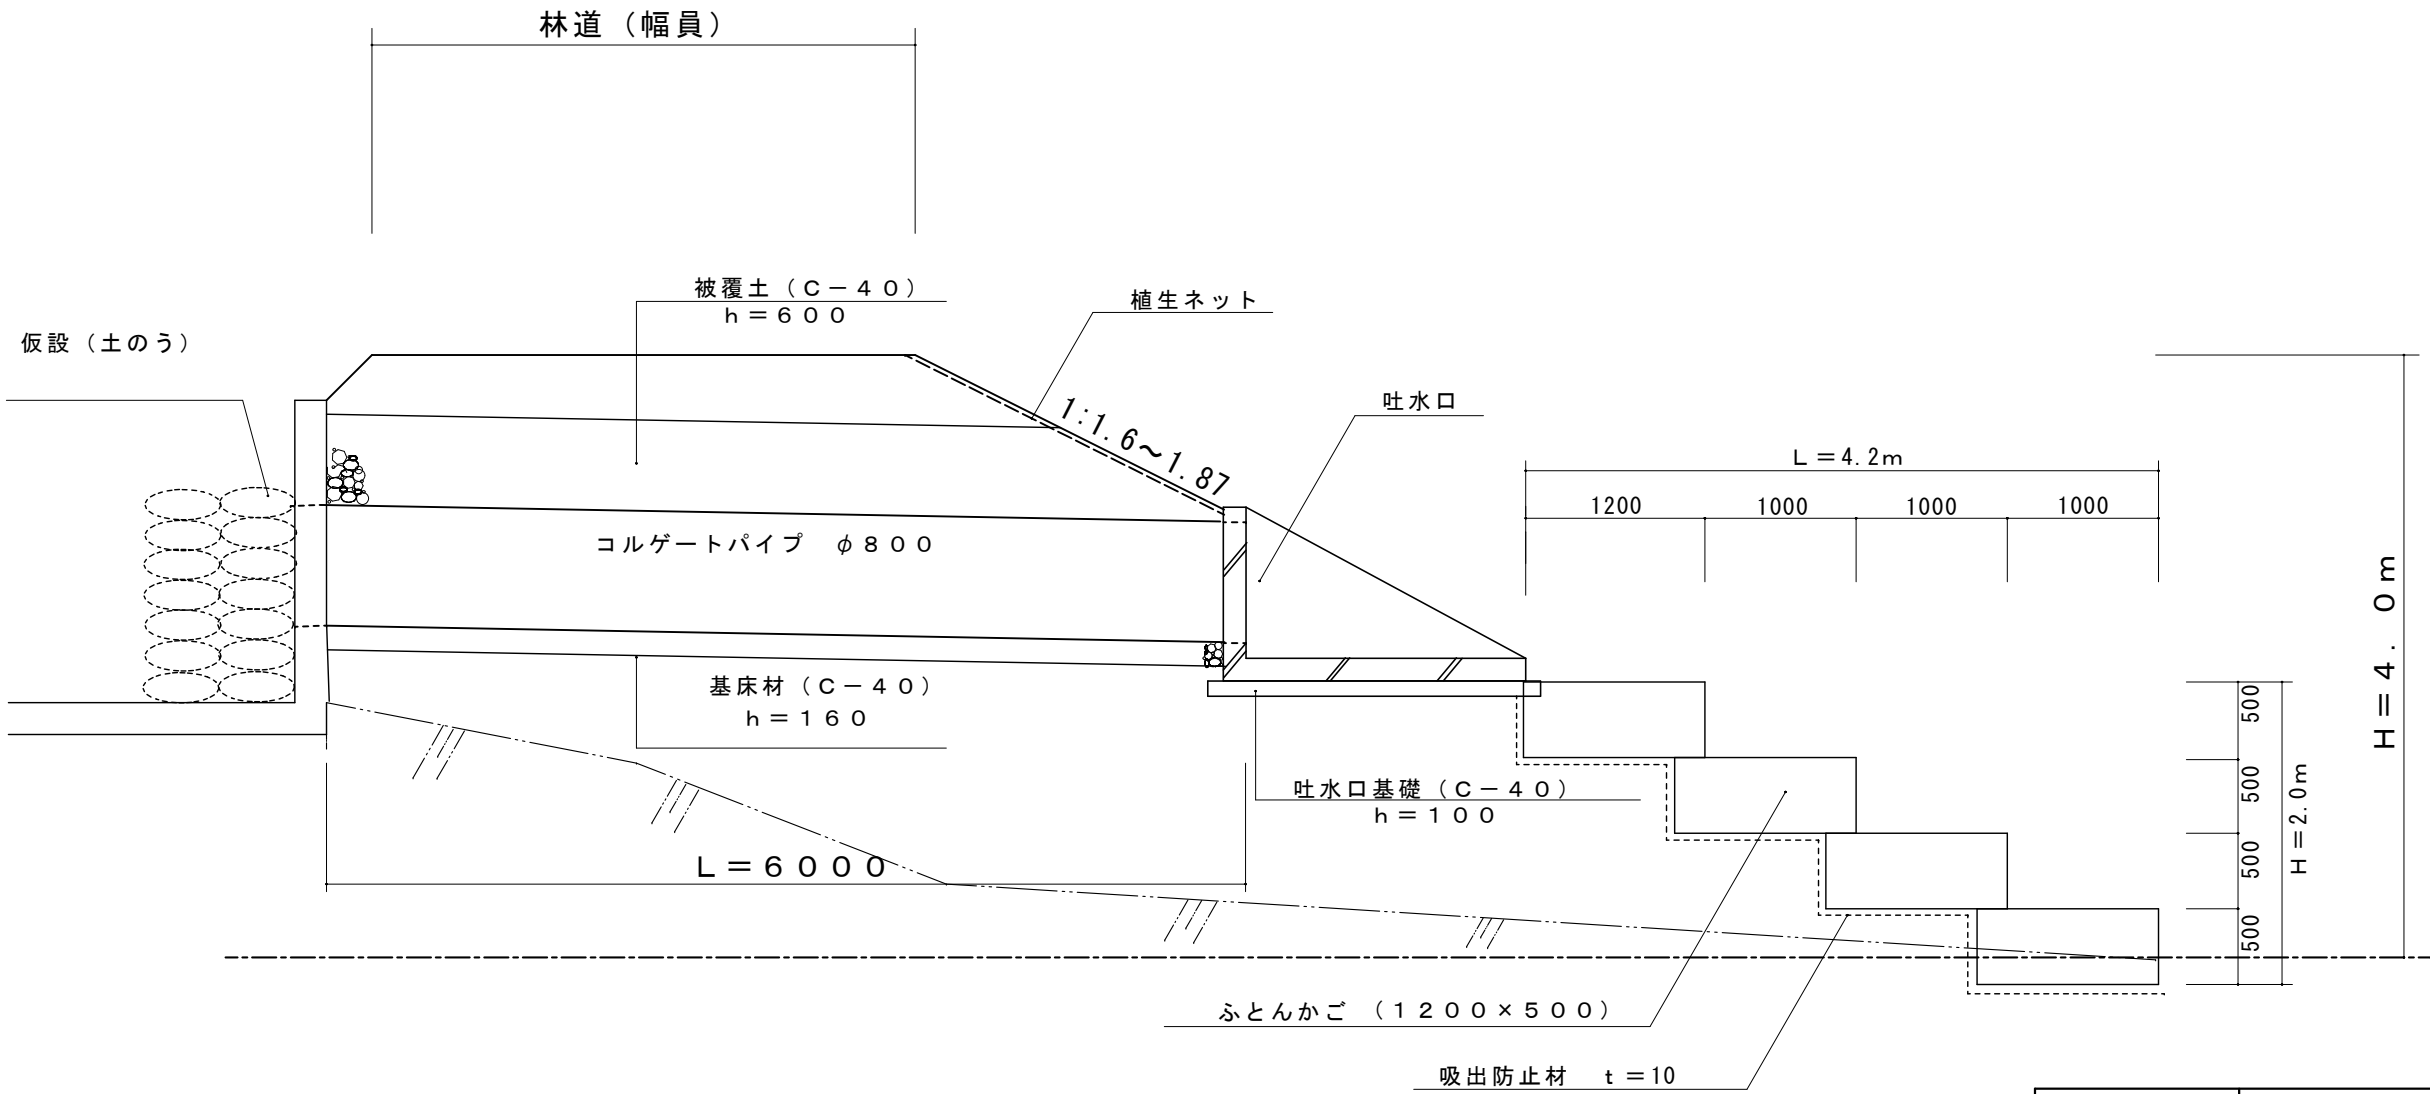 林道（幅員）
被覆土（Ｃ－４０）
ｈ＝６００
植生ネット
仮設（土のう）
1:1.6～1.87
吐水口
Ｌ＝4.2m
1200
1000
1000
1000
コルゲートパイプ　φ８００
Ｈ＝４．０ｍ
基床材（Ｃ－４０）
ｈ＝１６０
500
500
500
500
Ｈ＝2.0m
吐水口基礎（Ｃ－４０）
ｈ＝１００
Ｌ＝６０００
ふとんかご　（１２００×５００）
吸出防止材　ｔ＝10